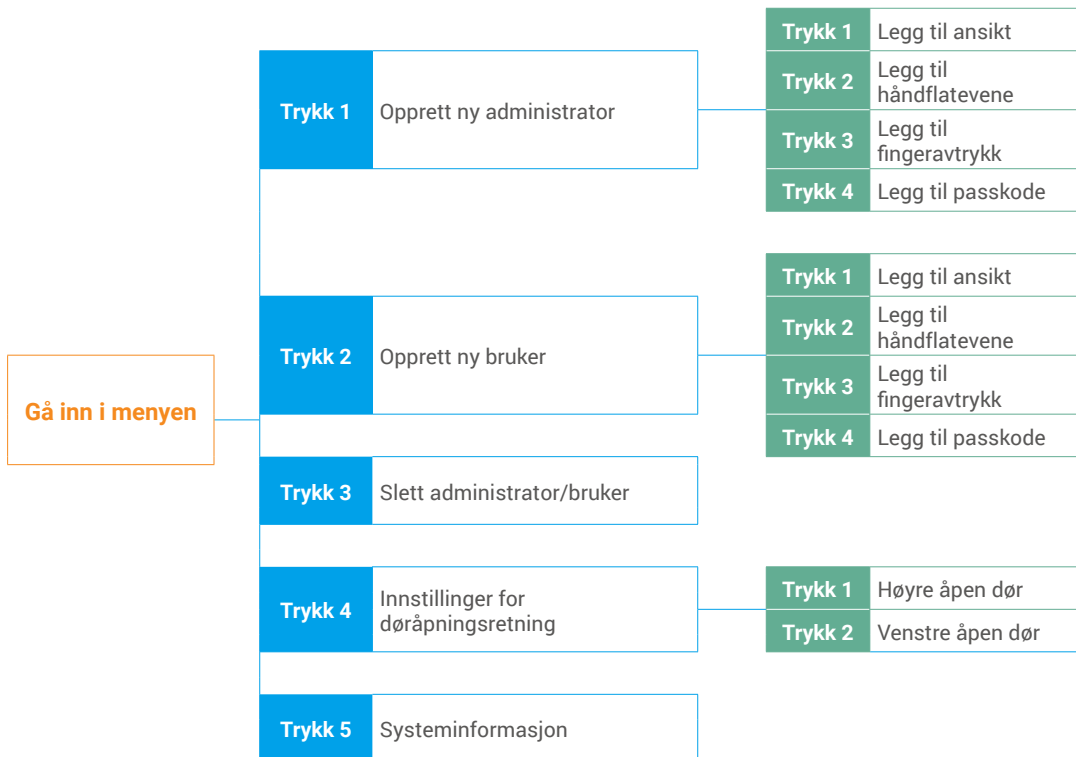 Gå inn i menyen
Trykk 1
Opprett ny administrator
Trykk 1
Legg til ansikt
Trykk 2
Legg til
håndflatevene
Trykk 3
Legg til
fingeravtrykk
Trykk 4
Legg til passkode
Trykk 2
Opprett ny bruker
Trykk 1
Legg til ansikt
Trykk 2
Legg til
håndflatevene
Trykk 3
Legg til
fingeravtrykk
Trykk 4
Legg til passkode
Trykk 3
Slett administrator/bruker
Trykk 4
Innstillinger for
døråpningsretning
Trykk 1
Høyre åpen dør
Trykk 2
Venstre åpen dør
Trykk 5
Systeminformasjon